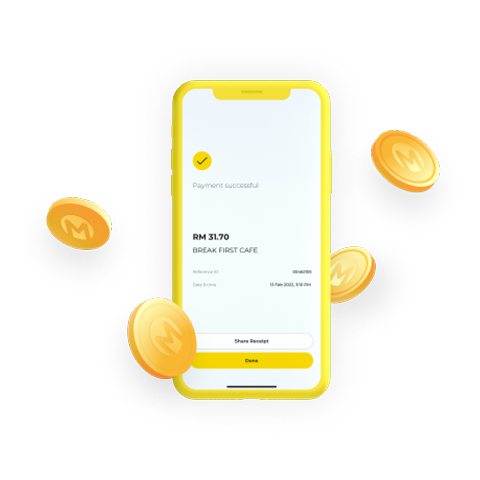 Payment successful
RM 31.70
BREAK FIRST CAFE
Reference ID
Date & time 15 Feb 2022, 3:18 PM
Share Receipt
Done
M
M
M
M